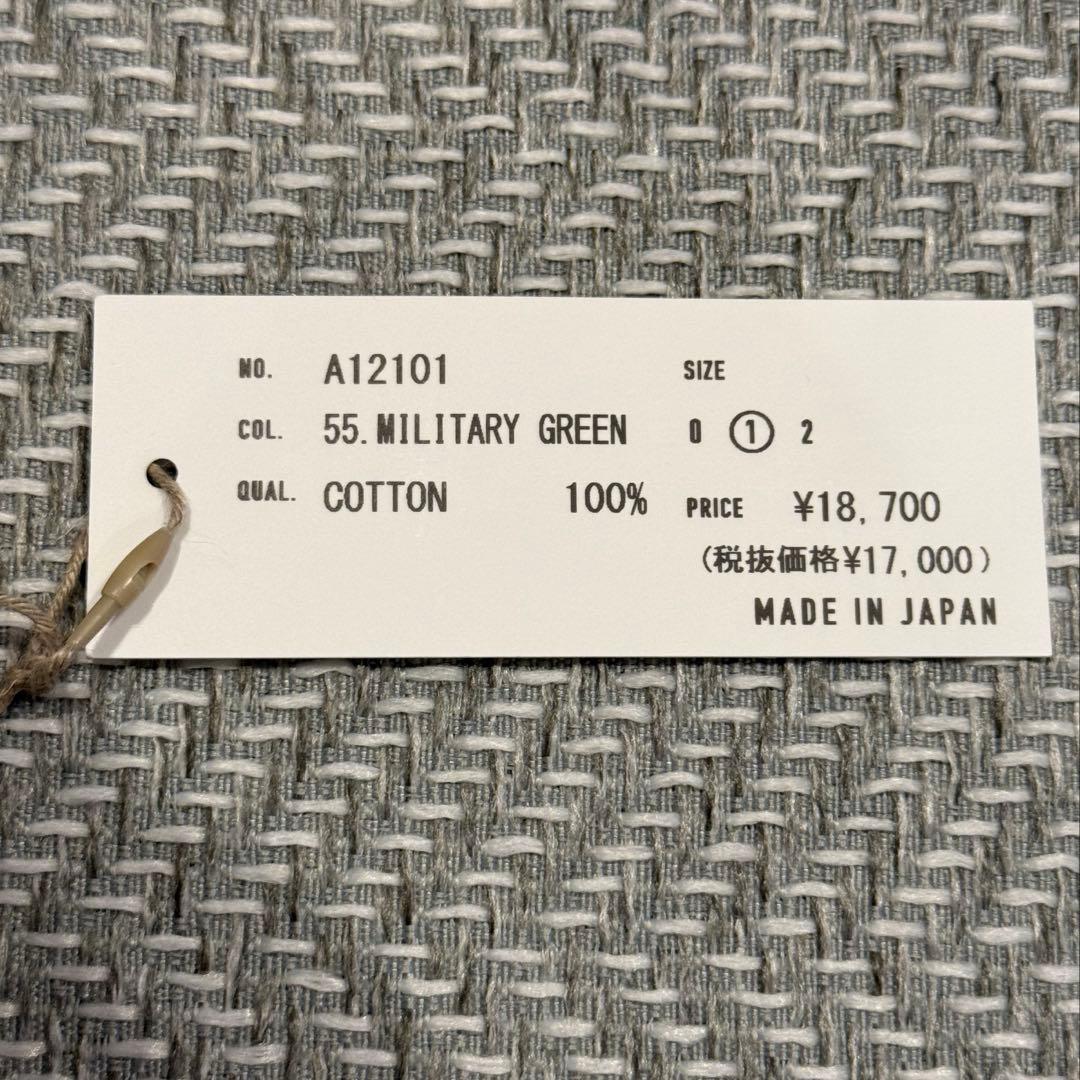 NO. A12101
COL. 55. MILITARY GREEN
QUAL. COTTON 100%
SIZE
0 ① 2
PRICE ¥18,700
(税抜価格¥17,000)
MADE IN JAPAN